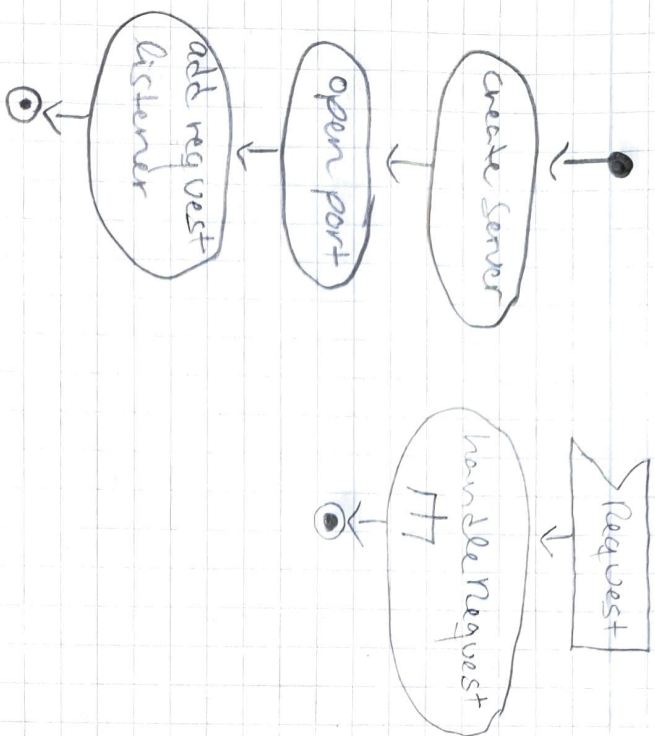 create Server
open port
add request
listener
Request
handleRequest